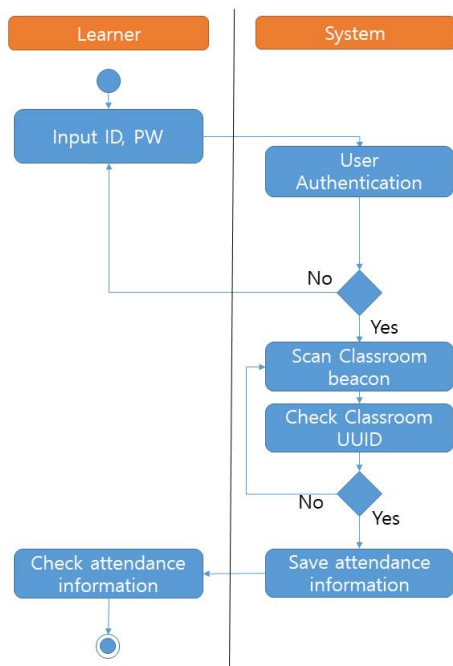 Learner
System
Input ID, PW
User
Authentication
No
Yes
Scan Classroom
beacon
Check Classroom
UUID
No
Yes
Check attendance
information
Save attendance
information